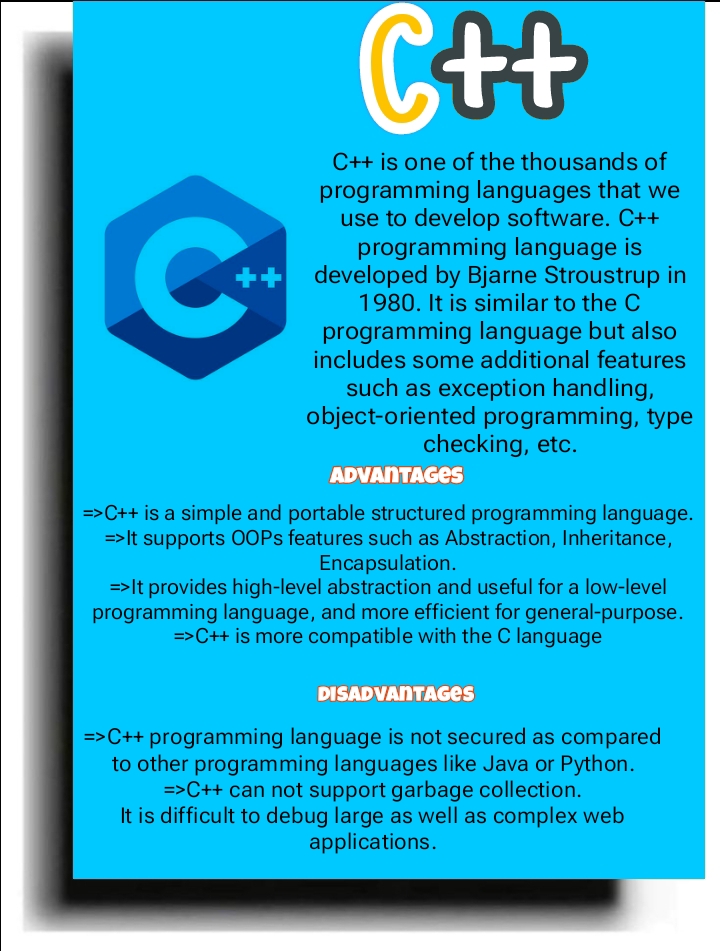 C++
++
C++ is one of the thousands of
programming languages that we
use to develop software. C++
programming language is
developed by Bjarne Stroustrup in
1980. It is similar to the C
programming language but also
includes some additional features
such as exception handling,
object-oriented programming, type
checking, etc.
ADVANTAGES
=>C++ is a simple and portable structured programming language.
=>It supports OOPs features such as Abstraction, Inheritance,
Encapsulation.
=>It provides high-level abstraction and useful for a low-level
programming language, and more efficient for general-purpose.
=>C++ is more compatible with the C language
DISADVANTAGES
=>C++ programming language is not secured as compared
to other programming languages like Java or Python.
=>C++ can not support garbage collection.
It is difficult to debug large as well as complex web
applications.